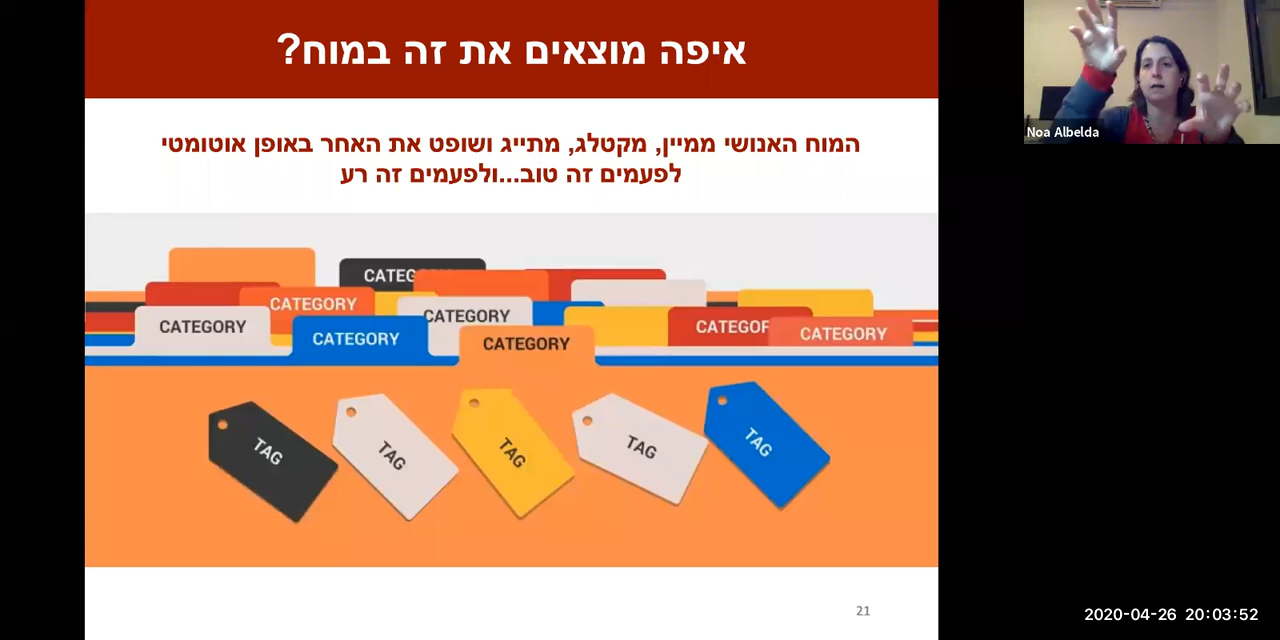 איפה מוצאים את זה במוח?
Noa Albelda
המוח האנושי ממיין, מקטלג, מתייג ושופט את האחר באופן אוטומטי
לפעמים זה טוב...ולפעמים זה רע
CATEG
CATEGORY
CATEGORY
CATEGORY
CATEGOR
CATEGORY
CATEGORY
CATEGORY
TAG
TAG
TAG
TAG
TAG
21
2020-04-26 20:03:52